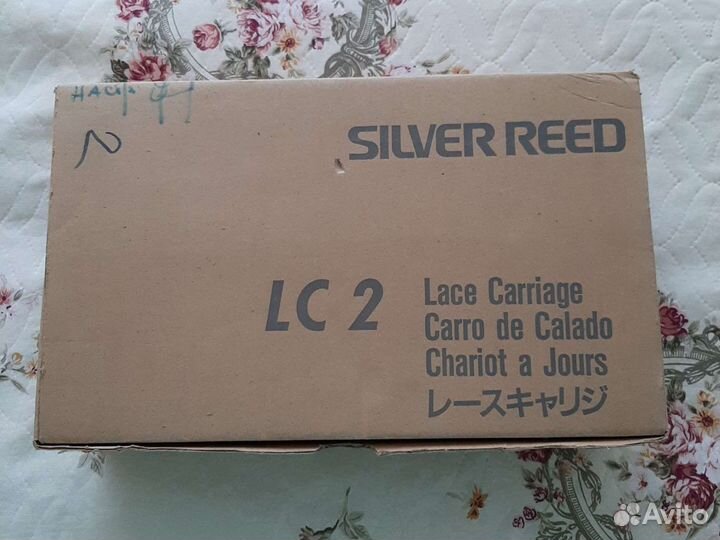 SILVER REED
LC 2
Lace Carriage
Carro de Calado
Chariot a Jours
レースキャリジ
Avito